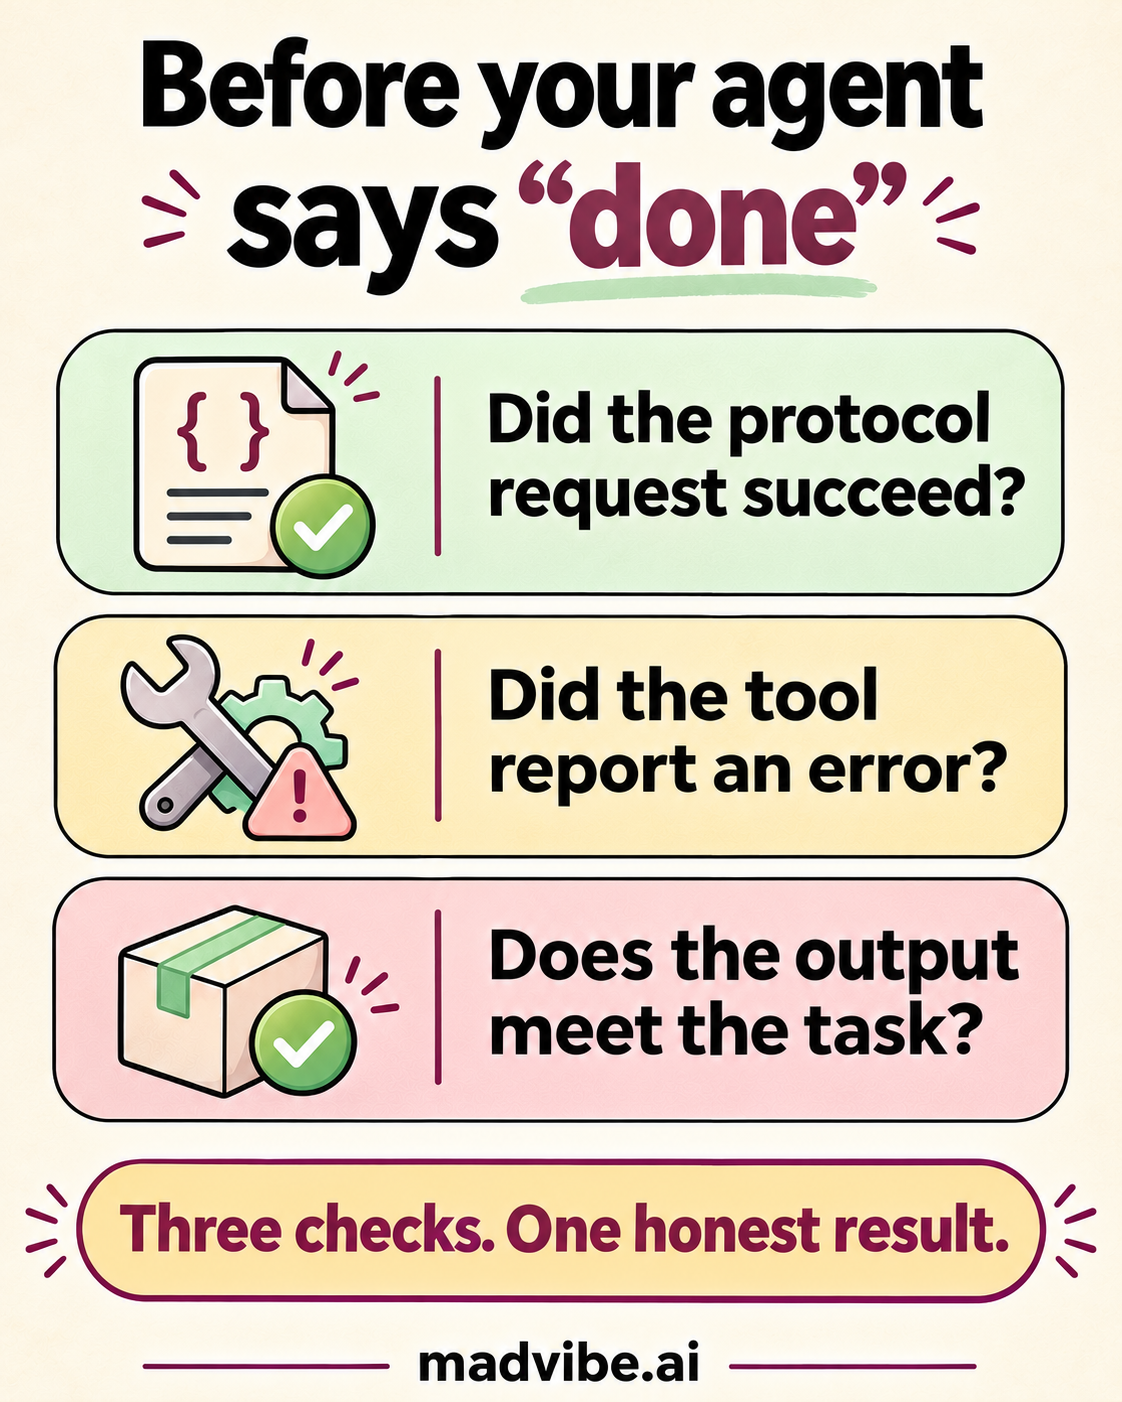 Before your agent
says “done”
{ }
Did the protocol
request succeed?
Did the tool
report an error?
!
Does the output
meet the task?
Three checks. One honest result.
madvibe.ai